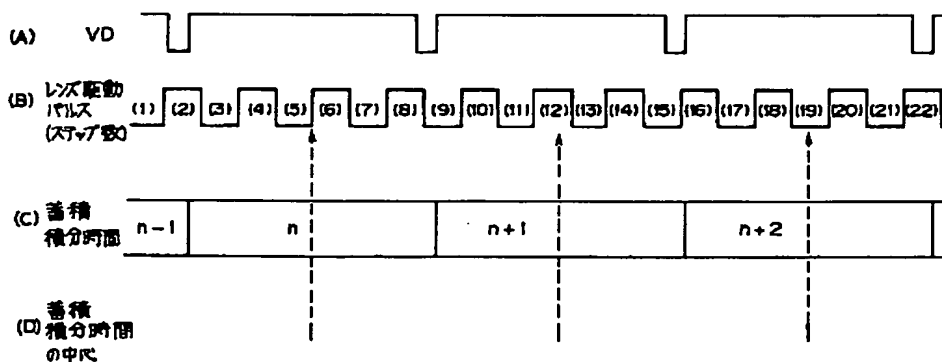 (A) VD
(B) レンズ駆動
パルス
(ステップ数)
(1) (2) (3) (4) (5) (6) (7) (8) (9) (10) (11) (12) (13) (14) (15) (16) (17) (18) (19) (20) (21) (22)
(C) 蓄積
積分時間
n-1 n n+1 n+2
(D) 蓄積
積分時間
の中心